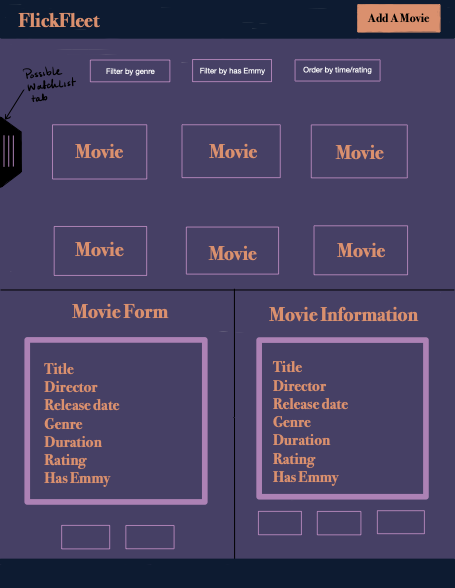 FlickFleet
Add A Movie
Filter by genre
Filter by has Emmy
Order by time/rating
Possible
WatchList
tab
Movie
Movie
Movie
Movie
Movie
Movie
Movie Form
Title
Director
Release date
Genre
Duration
Rating
Has Emmy
Movie Information
Title
Director
Release date
Genre
Duration
Rating
Has Emmy